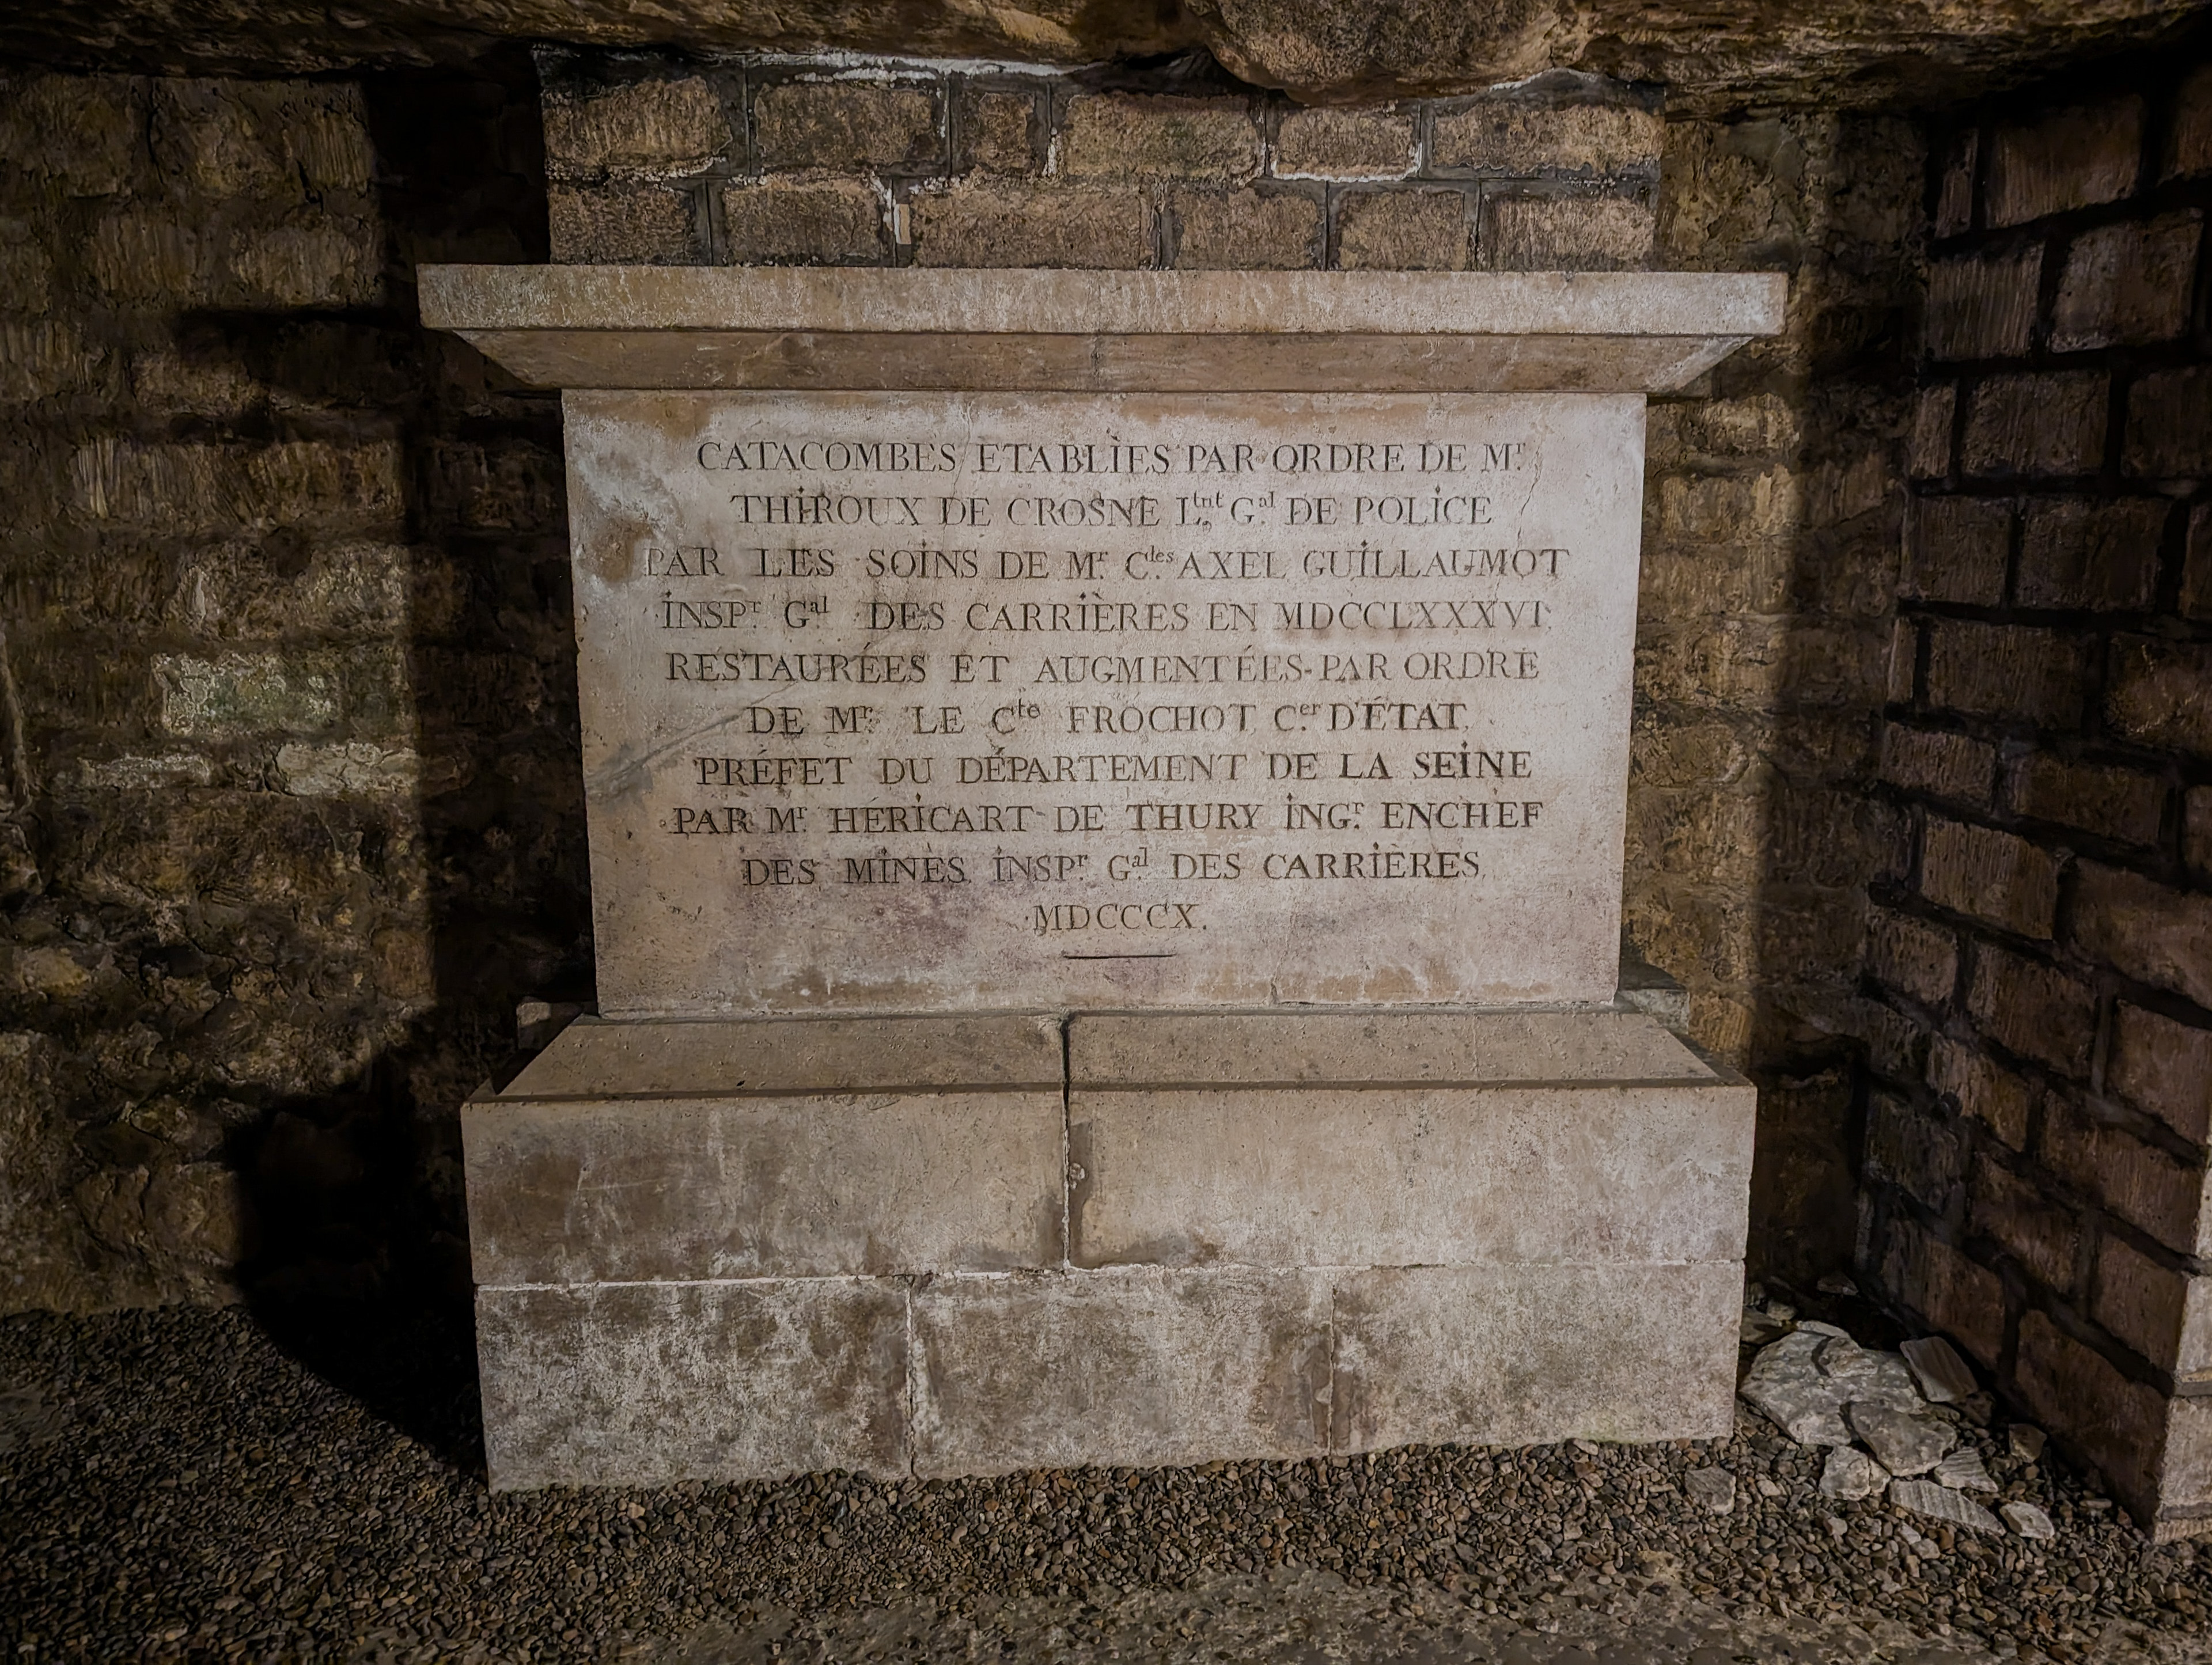 CATACOMBES ETABLIES PAR ORDRE DE Mr.
THIROUX DE CROSNE Ltnt. Gal. DE POLICE
PAR LES SOINS DE Mr. Cles. AXEL GUILLAUMOT
INSPr. Gal. DES CARRIÈRES EN MDCCLXXXVI,
RESTAURÉES ET AUGMENTÉES PAR ORDRE
DE Mr. LE Cte FROCHOT Cer. D'ÉTAT,
PRÉFET DU DÉPARTEMENT DE LA SEINE
PAR Mr. HÉRICART DE THURY INGr. ENCHEF
DES MINES, INSPr. Gal. DES CARRIÈRES,
MDCCCX.